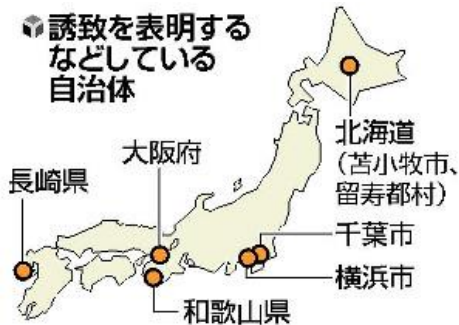 誘致を表明する
などしている
自治体
北海道
（苫小牧市、
留寿都村）
大阪府
長崎県
千葉市
横浜市
和歌山県